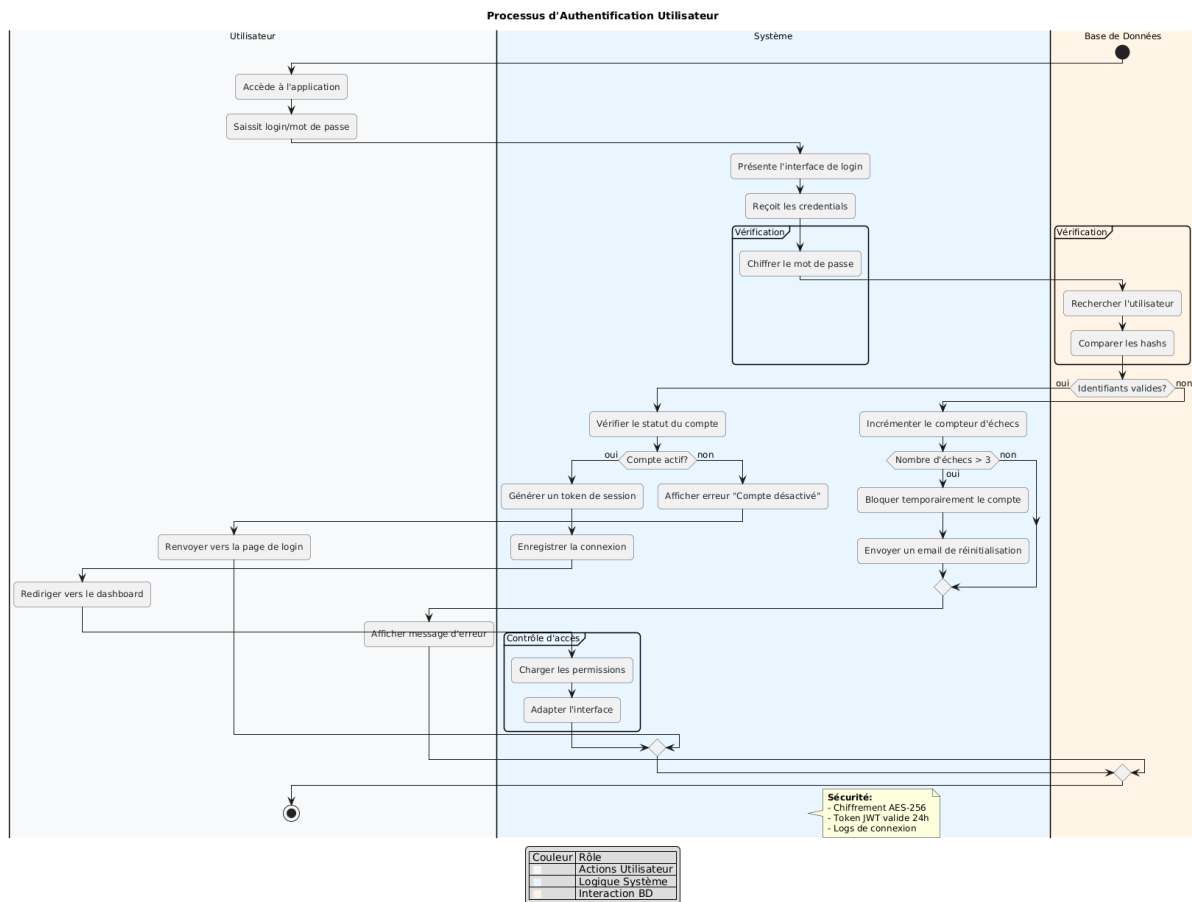 Processus d'Authentification Utilisateur
Utilisateur
Système
Base de Données
Accède à l'application
Saissit login/mot de passe
Présente l'interface de login
Reçoit les credentials
Vérification
Vérification
Chiffrer le mot de passe
Rechercher l'utilisateur
Comparer les hashs
oui
Identifiants valides?
non
Vérifier le statut du compte
Incrémenter le compteur d'échecs
oui
Compte actif?
non
Nombre d'échecs > 3
non
oui
Générer un token de session
Afficher erreur "Compte désactivé"
Bloquer temporairement le compte
Renvoyer vers la page de login
Enregistrer la connexion
Envoyer un email de réinitialisation
Rediriger vers le dashboard
Afficher message d'erreur
Contrôle d'accès
Charger les permissions
Adapter l'interface
Sécurité:
- Chiffrement AES-256
- Token JWT valide 24h
- Logs de connexion
Couleur Rôle
Actions Utilisateur
Logique Système
Interaction BD